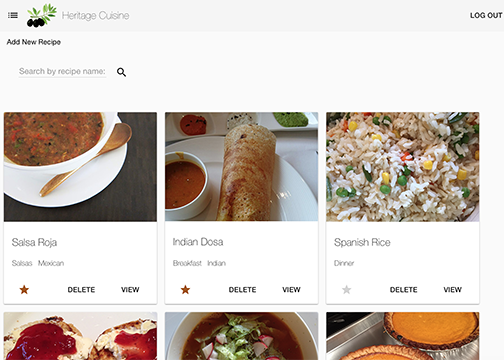 Heritage Cuisine
LOG OUT
Add New Recipe
Search by recipe name:
Salsa Roja
Salsas Mexican
DELETE VIEW
Indian Dosa
Breakfast Indian
DELETE VIEW
Spanish Rice
Dinner
DELETE VIEW